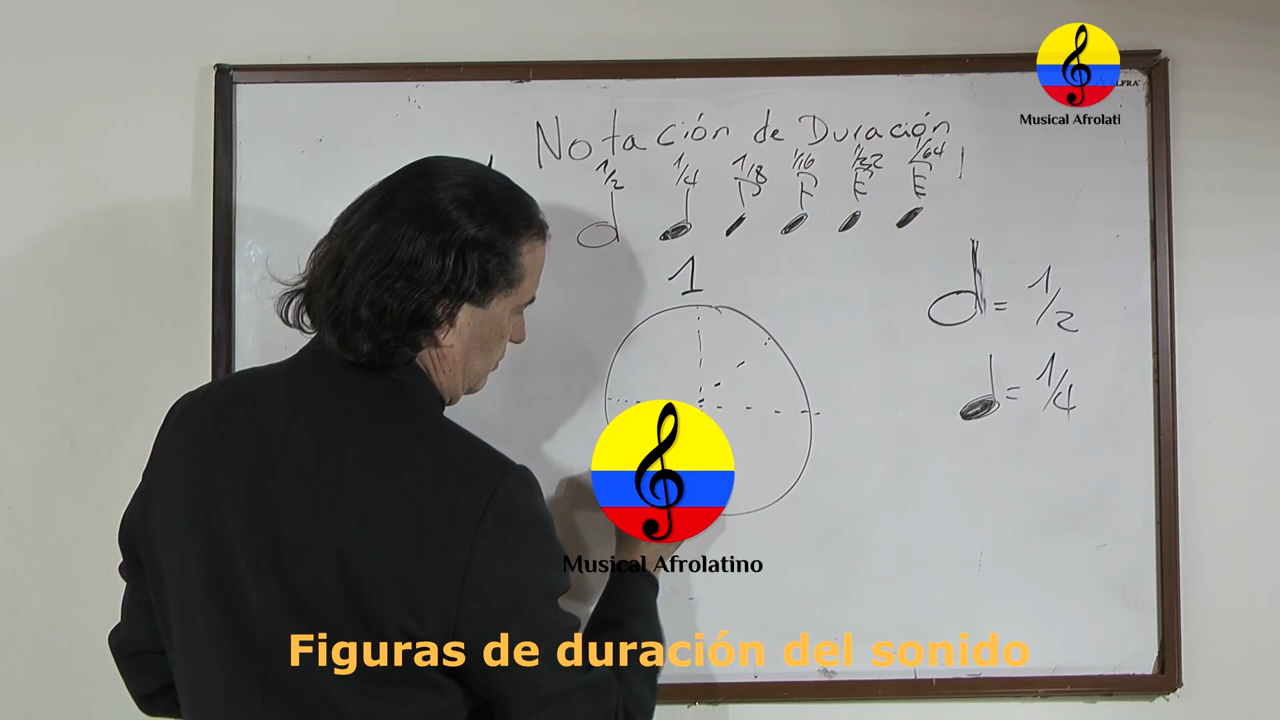 ALFRA
Musical Afrolati
Notación de Duración
1/2 1/4 1/8 1/16 1/32 1/64
1
= 1/2
= 1/4
Musical Afrolatino
Figuras de duración del sonido